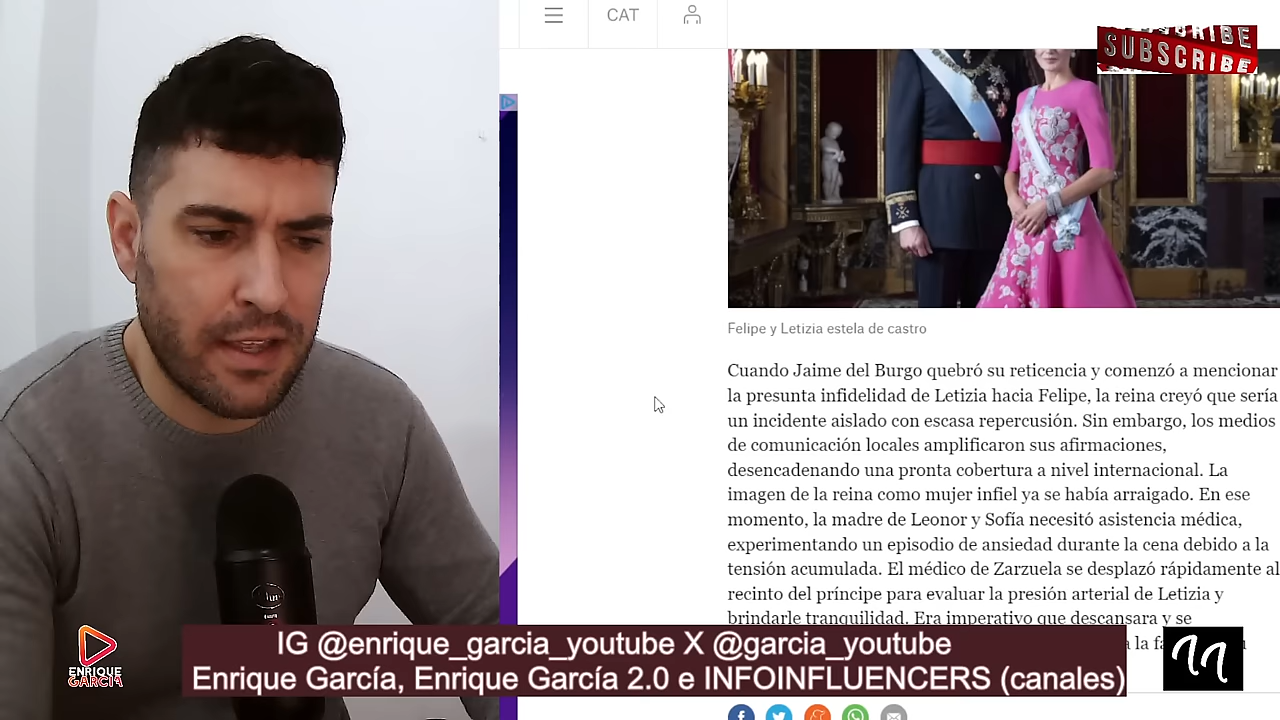 CAT
SUBSCRIBE
SUBSCRIBE
Felipe y Letizia estela de castro
Cuando Jaime del Burgo quebró su reticencia y comenzó a mencionar
la presunta infidelidad de Letizia hacia Felipe, la reina creyó que sería
un incidente aislado con escasa repercusión. Sin embargo, los medios
de comunicación locales amplificaron sus afirmaciones,
desencadenando una pronta cobertura a nivel internacional. La
imagen de la reina como mujer infiel ya se había arraigado. En ese
momento, la madre de Leonor y Sofía necesitó asistencia médica,
experimentando un episodio de ansiedad durante la cena debido a la
tensión acumulada. El médico de Zarzuela se desplazó rápidamente al
recinto del príncipe para evaluar la presión arterial de Letizia y
brindarle tranquilidad. Era imperativo que descansara y se
a la
IG @enrique_garcia_youtube X @garcia_youtube
Enrique García, Enrique García 2.0 e INFOINFLUENCERS (canales)
ENRIQUE
GARCÍA